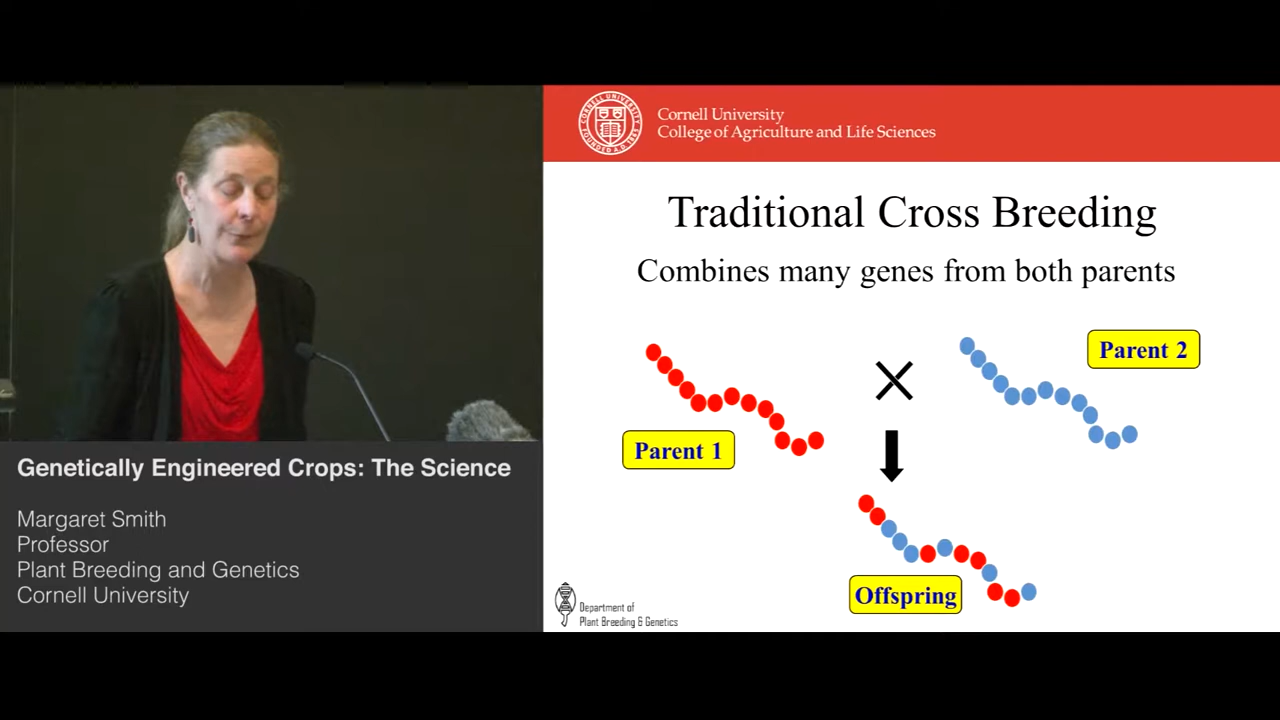 Cornell University
College of Agriculture and Life Sciences
Traditional Cross Breeding
Combines many genes from both parents
Parent 2
Parent 1
Offspring
Department of
Plant Breeding & Genetics
Genetically Engineered Crops: The Science
Margaret Smith
Professor
Plant Breeding and Genetics
Cornell University